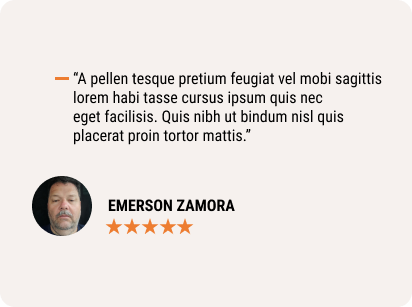 “A pellen tesque pretium feugiat vel mobi sagittis
lorem habi tasse cursus ipsum quis nec
eget facilisis. Quis nibh ut bindum nisl quis
placerat proin tortor mattis.”
EMERSON ZAMORA